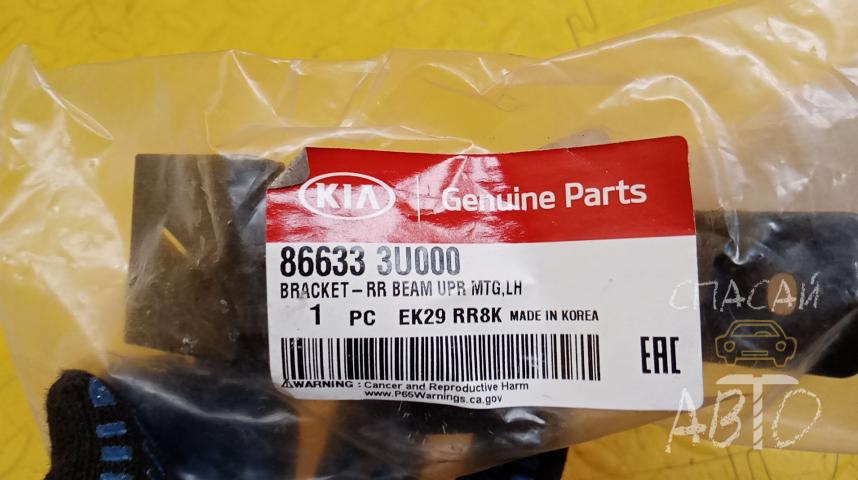 KIA Genuine Parts
86633 3U000
BRACKET-RR BEAM UPR MTG,LH
1 PC EK29 RR8K MADE IN KOREA
EAC
WARNING : Cancer and Reproductive Harm
www.P65Warnings.ca.gov
СПАСАЙ
АВТО